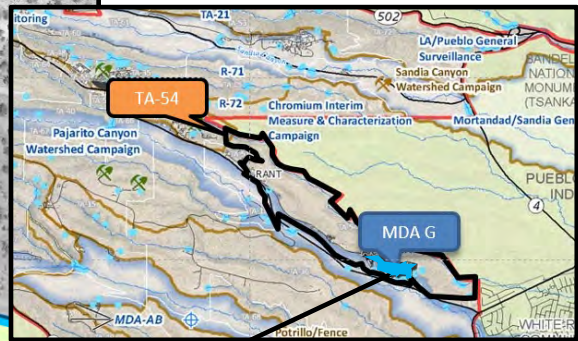 itoring
TA-21
502
LA/Pueblo General
Surveillance
Sandia Canyon
Watershed Campaign
R-71
TA-54
R-72
Chromium Interim
Measure & Characterization
Campaign
Mortandad/Sandia Gen
NATION
MONUM
(TSANKA
Pajarito Canyon
Watershed Campaign
RANT
PUEBLO
IND
4
MDA G
MDA-AB
Potrillo/Fence
WHITE R